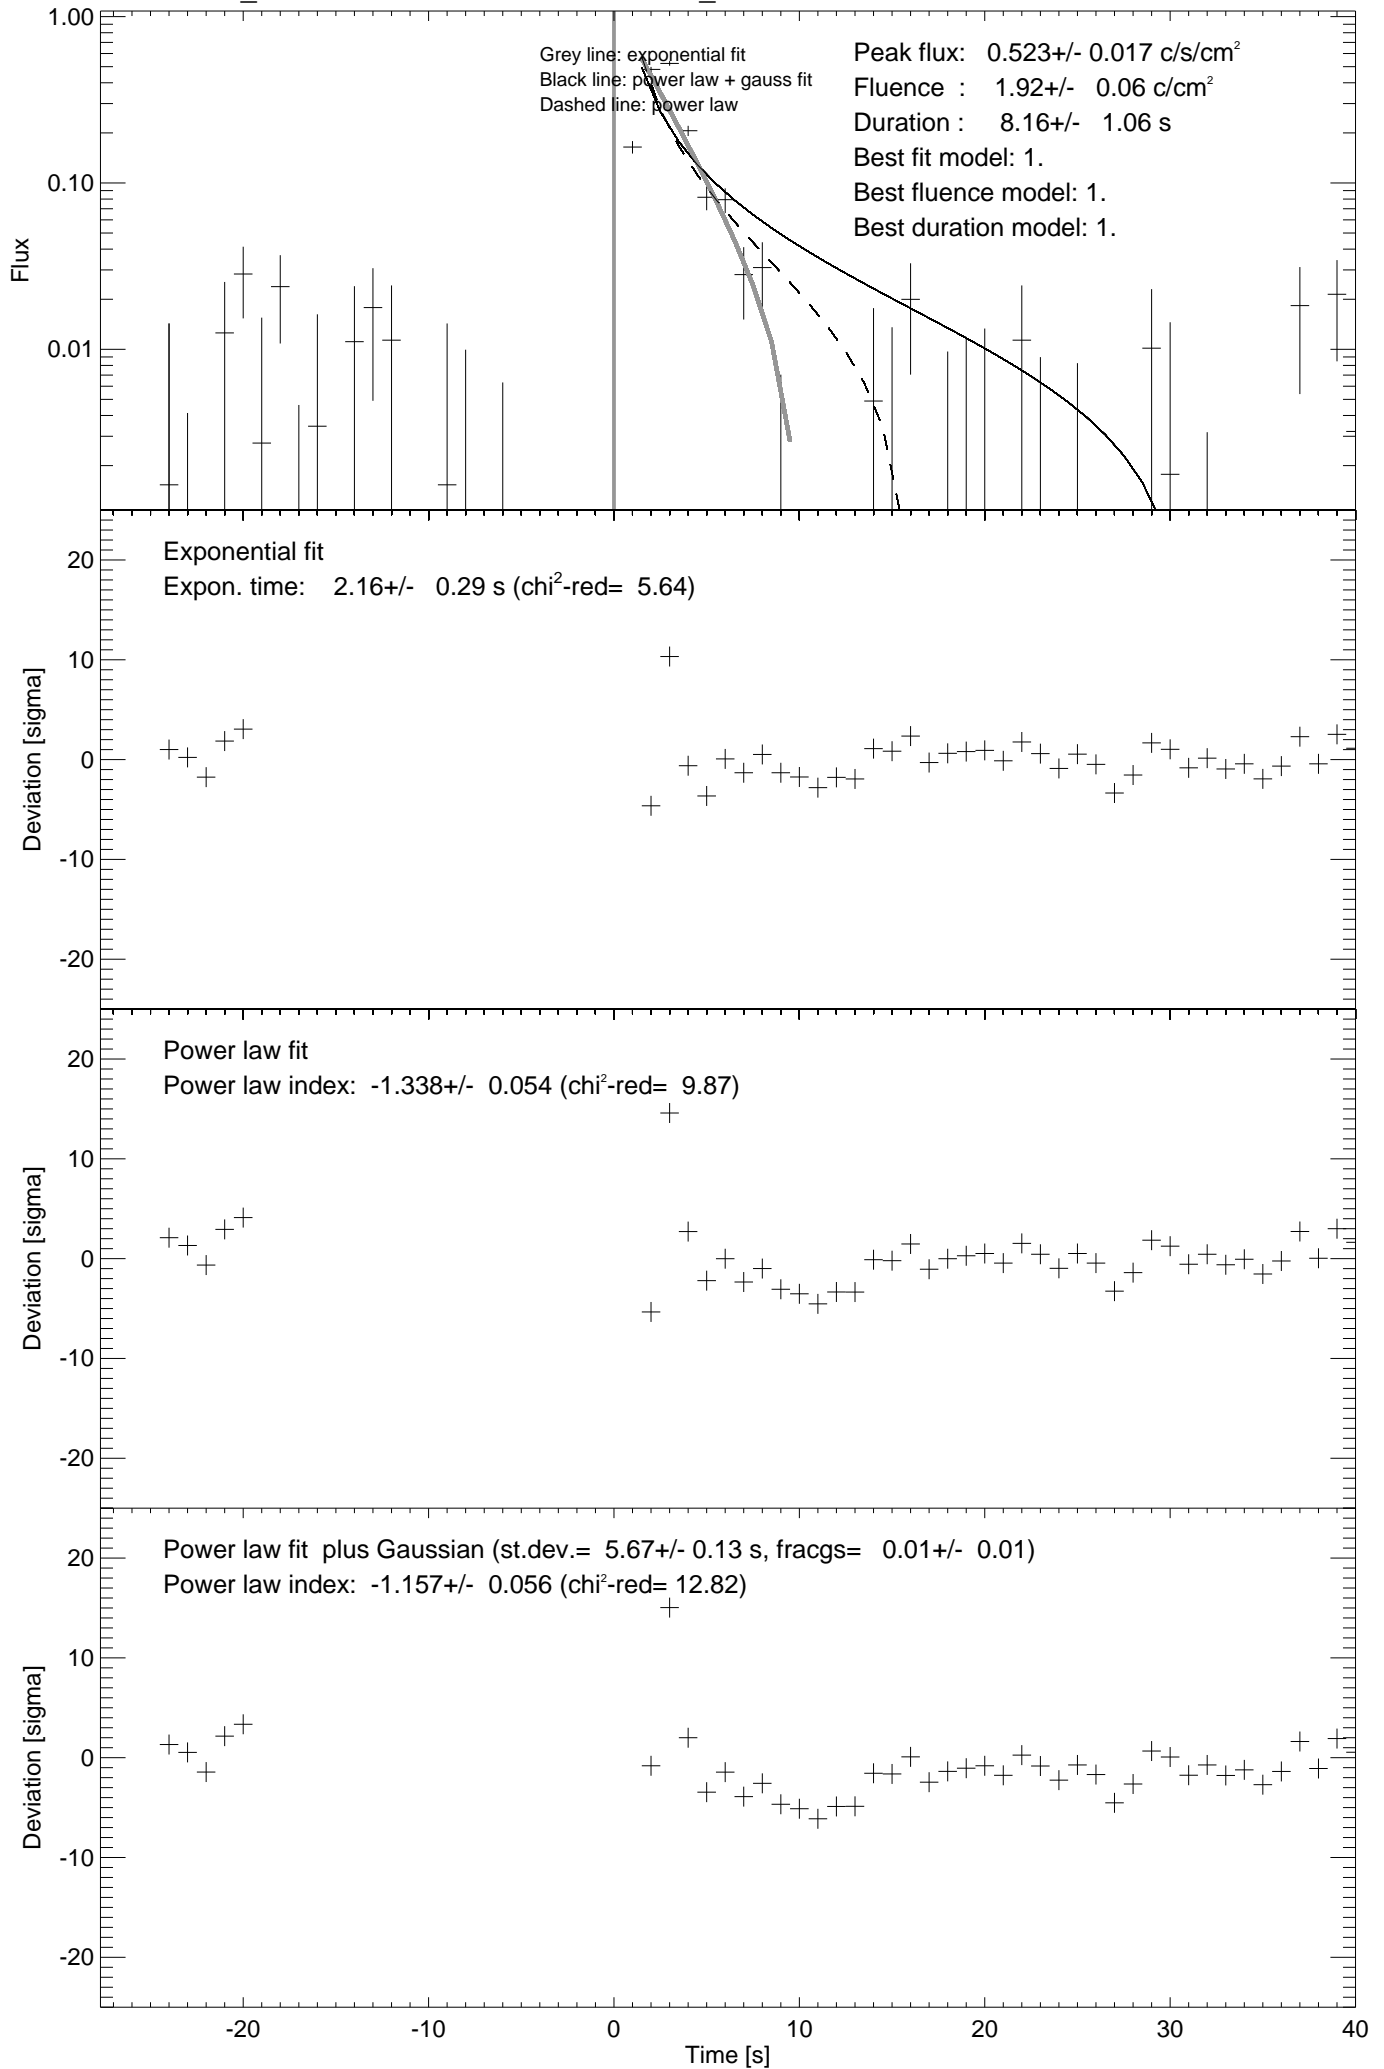 1.00
Grey line: exponential fit
Black line: power law + gauss fit
Dashed line: power law
Peak flux: 0.523+/- 0.017 c/s/cm²
Fluence : 1.92+/- 0.06 c/cm²
Duration : 8.16+/- 1.06 s
Best fit model: 1.
Best fluence model: 1.
Best duration model: 1.
0.10
Flux
0.01
Exponential fit
Expon. time: 2.16+/- 0.29 s (chi²-red= 5.64)
20
10
0
-10
-20
Deviation [sigma]
Power law fit
Power law index: -1.338+/- 0.054 (chi²-red= 9.87)
20
10
0
-10
-20
Deviation [sigma]
Power law fit plus Gaussian (st.dev.= 5.67+/- 0.13 s, fracgs= 0.01+/- 0.01)
Power law index: -1.157+/- 0.056 (chi²-red= 12.82)
20
10
0
-10
-20
Deviation [sigma]
-20 -10 0 10 20 30 40
Time [s]